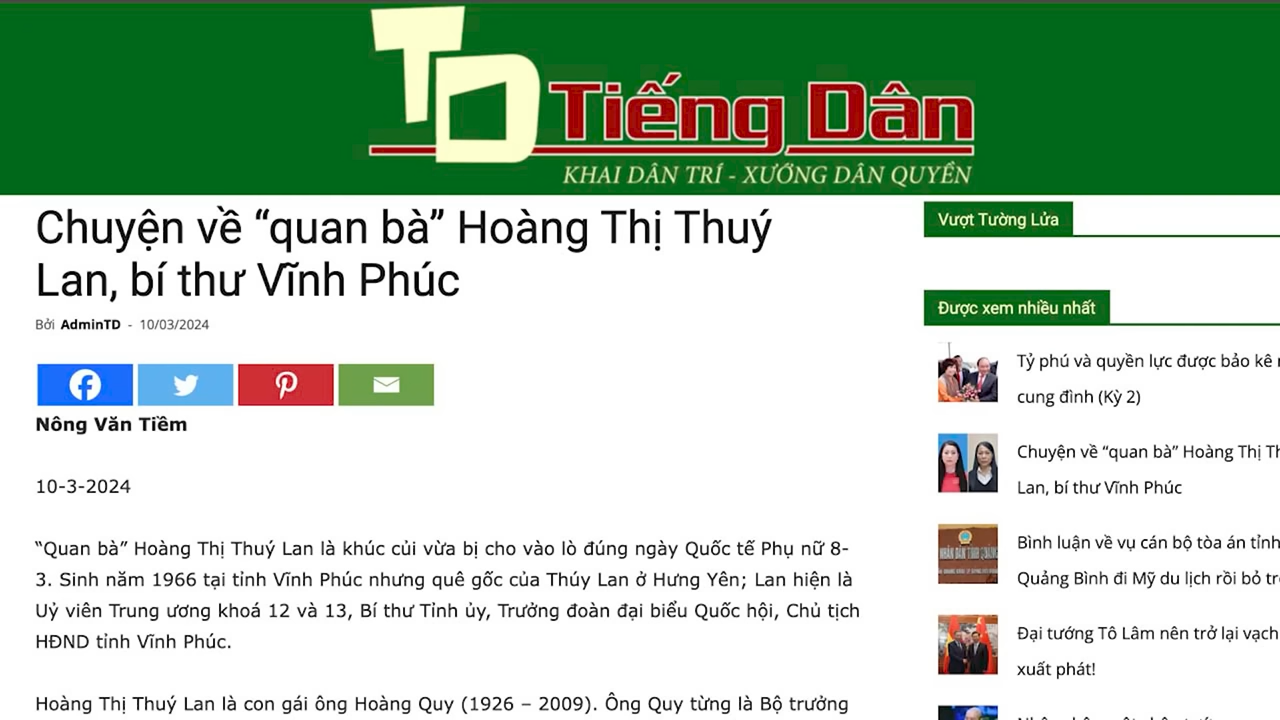 TD Tiếng Dân
KHAI DÂN TRÍ - XƯỚNG DÂN QUYỀN
Chuyện về “quan bà” Hoàng Thị Thuý
Lan, bí thư Vĩnh Phúc
Bởi AdminTD - 10/03/2024
Nông Văn Tiềm
10-3-2024
“Quan bà” Hoàng Thị Thuý Lan là khúc củi vừa bị cho vào lò đúng ngày Quốc tế Phụ nữ 8-
3. Sinh năm 1966 tại tỉnh Vĩnh Phúc nhưng quê gốc của Thúy Lan ở Hưng Yên; Lan hiện là
Uỷ viên Trung ương khoá 12 và 13, Bí thư Tỉnh ủy, Trưởng đoàn đại biểu Quốc hội, Chủ tịch
HĐND tỉnh Vĩnh Phúc.
Hoàng Thị Thuý Lan là con gái ông Hoàng Quy (1926 – 2009). Ông Quy từng là Bộ trưởng
Vượt Tường Lửa
Được xem nhiều nhất
Tỷ phú và quyền lực được bảo kê
cung đình (Kỳ 2)
Chuyện về “quan bà” Hoàng Thị
Lan, bí thư Vĩnh Phúc
Bình luận về vụ cán bộ tòa án tỉnh
Quảng Bình đi Mỹ du lịch rồi bỏ
Đại tướng Tô Lâm nên trở lại vạch
xuất phát!